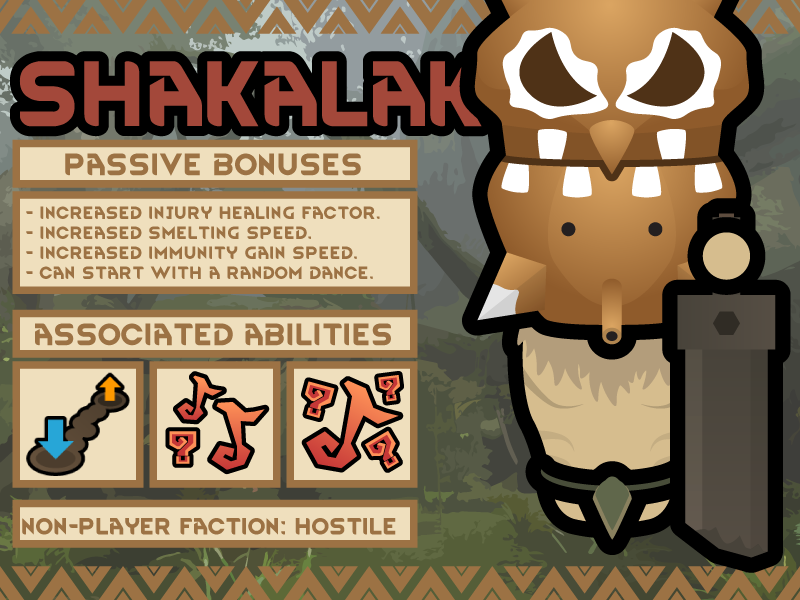 SHAKALAK
PASSIVE BONUSES
- INCREASED INJURY HEALING FACTOR.
- INCREASED SMELTING SPEED.
- INCREASED IMMUNITY GAIN SPEED.
- CAN START WITH A RANDOM DANCE.
ASSOCIATED ABILITIES
?
? ?
?
NON-PLAYER FACTION: HOSTILE